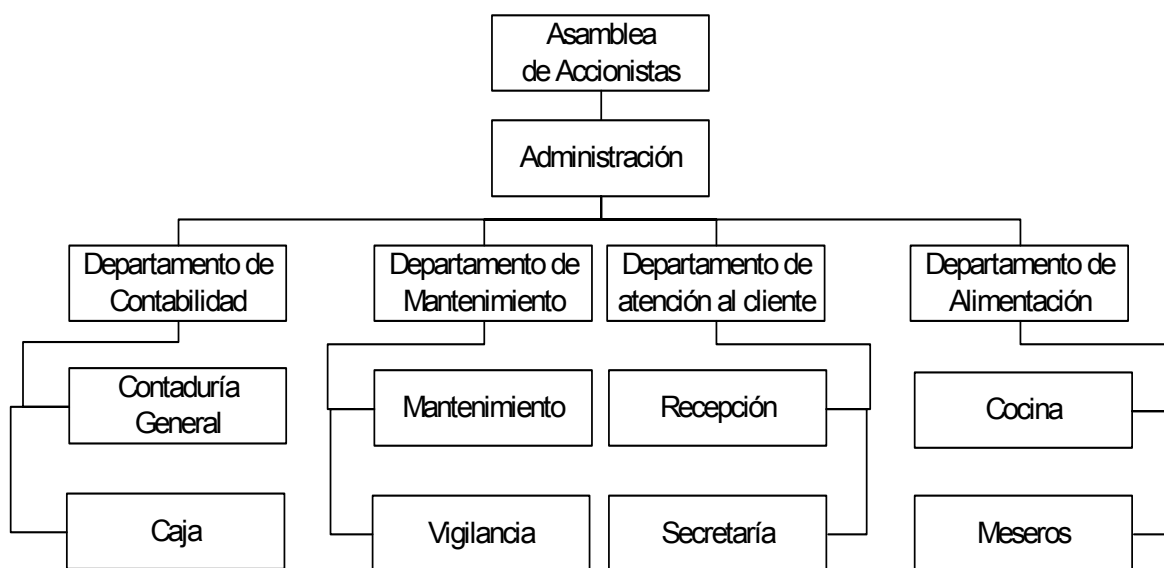 Asamblea
de Accionistas
Administración
Departamento de
Contabilidad
Departamento de
Mantenimiento
Departamento de
atención al cliente
Departamento de
Alimentación
Contaduría
General
Mantenimiento
Recepción
Cocina
Caja
Vigilancia
Secretaría
Meseros